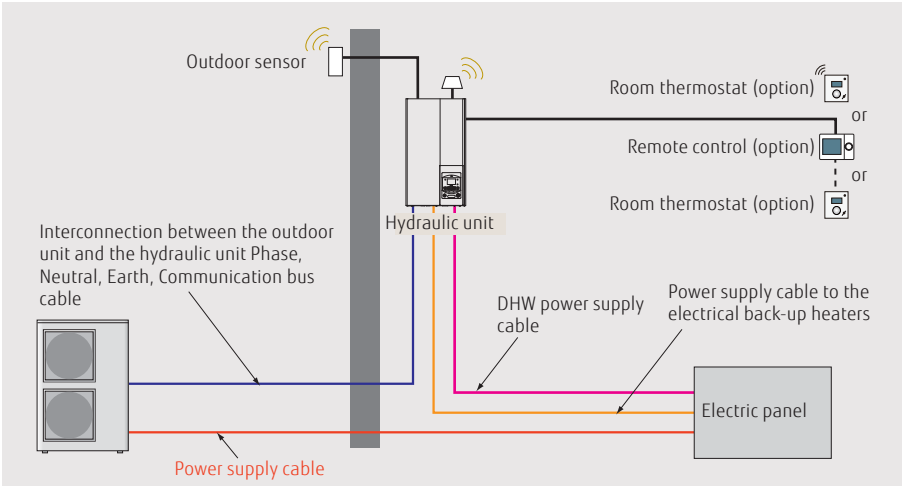 Outdoor sensor
Room thermostat (option)
or
Remote control (option)
or
Room thermostat (option)
Hydraulic unit
Interconnection between the outdoor
unit and the hydraulic unit Phase,
Neutral, Earth, Communication bus
cable
DHW power supply
cable
Power supply cable to the
electrical back-up heaters
Electric panel
Power supply cable